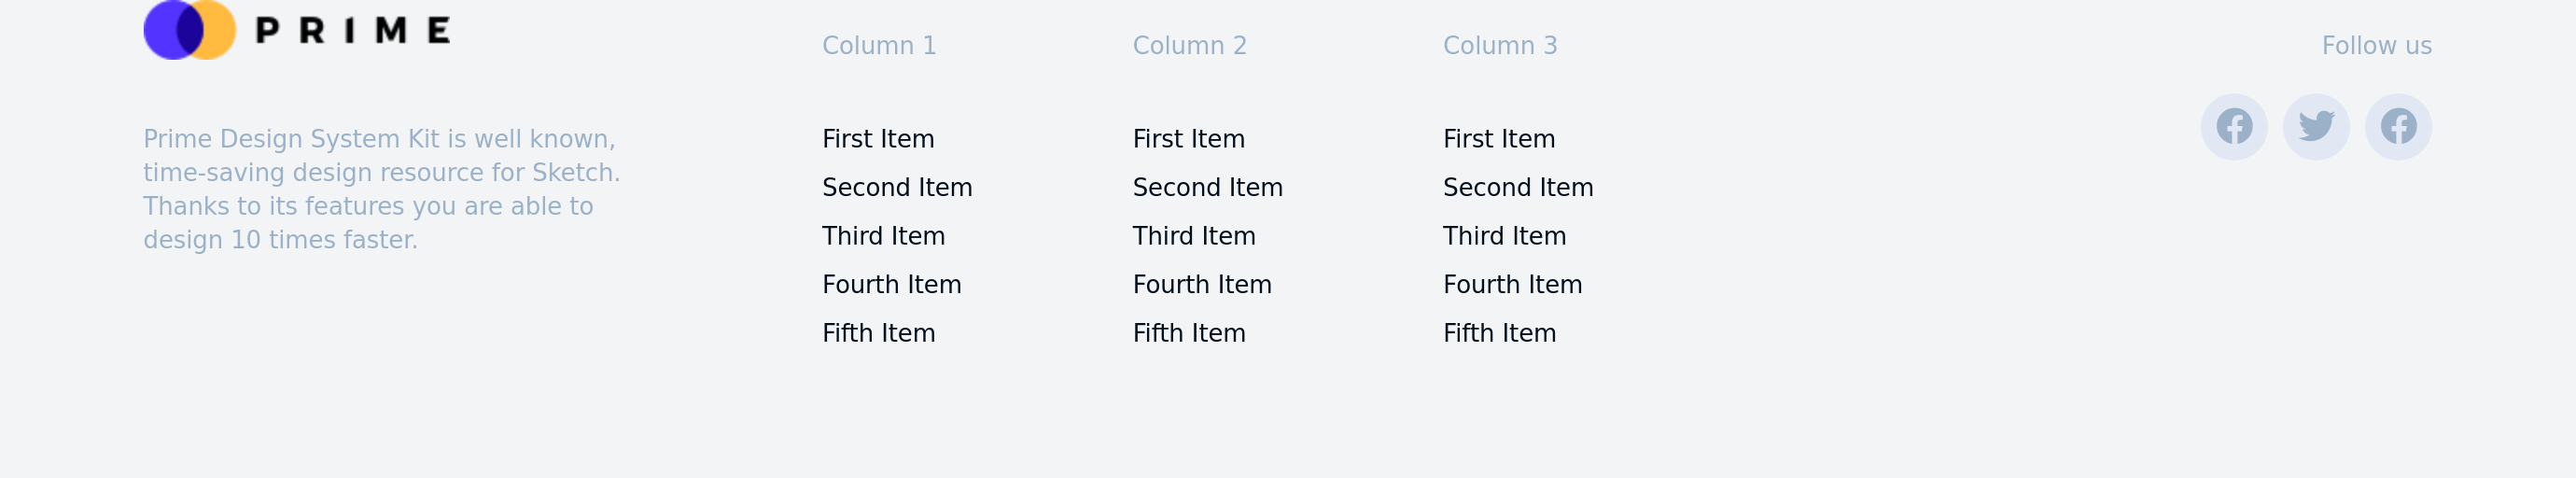 PRIME
Prime Design System Kit is well known,
time-saving design resource for Sketch.
Thanks to its features you are able to
design 10 times faster.
Column 1
First Item
Second Item
Third Item
Fourth Item
Fifth Item
Column 2
First Item
Second Item
Third Item
Fourth Item
Fifth Item
Column 3
First Item
Second Item
Third Item
Fourth Item
Fifth Item
Follow us